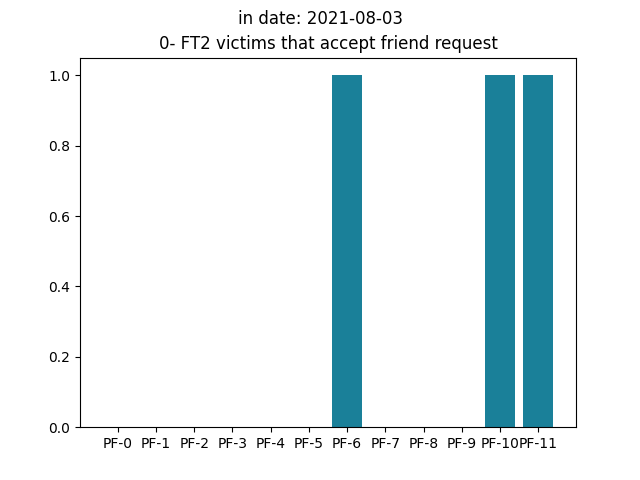 in date: 2021-08-03
0- FT2 victims that accept friend request
1.0
0.8
0.6
0.4
0.2
0.0
PF-0 PF-1 PF-2 PF-3 PF-4 PF-5 PF-6 PF-7 PF-8 PF-9 PF-10 PF-11